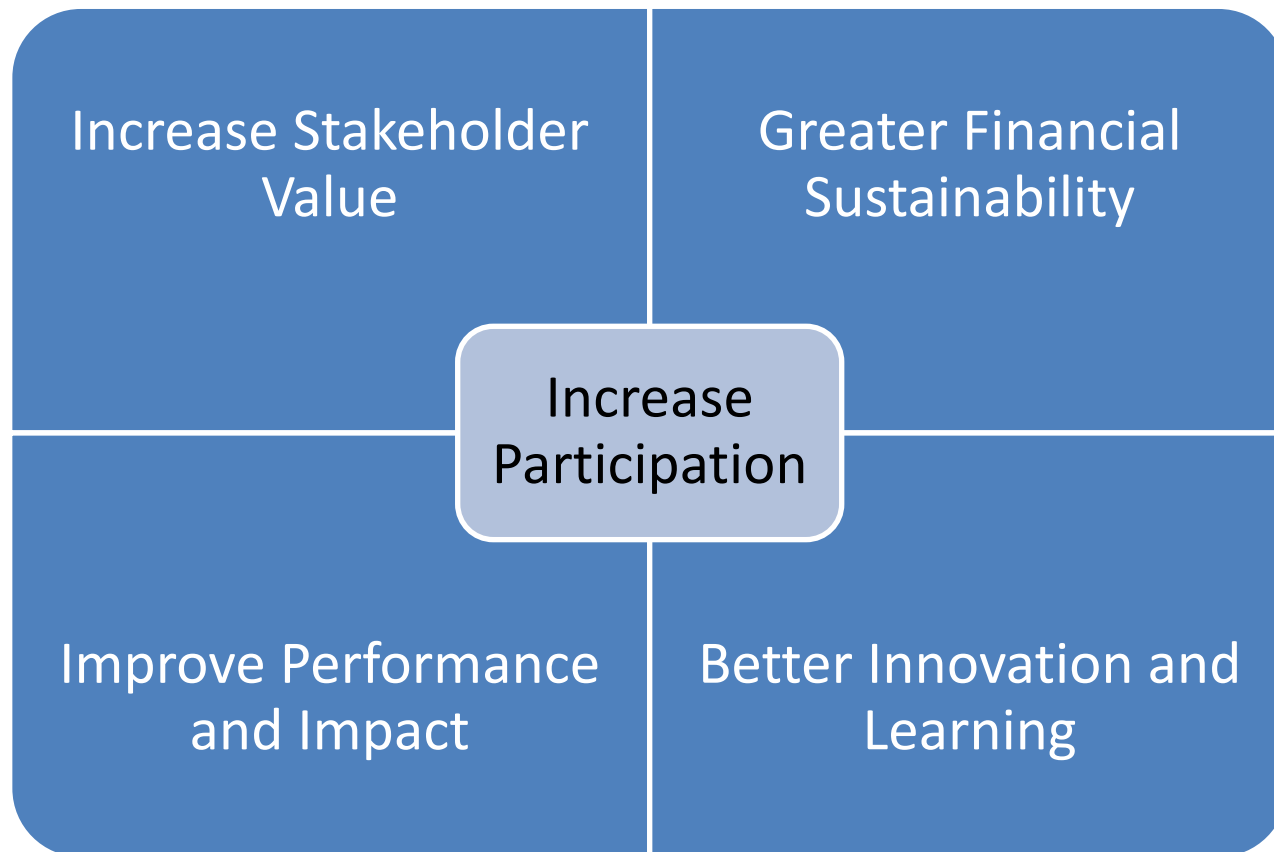 Increase Stakeholder
Value
Greater Financial
Sustainability
Increase
Participation
Improve Performance
and Impact
Better Innovation and
Learning